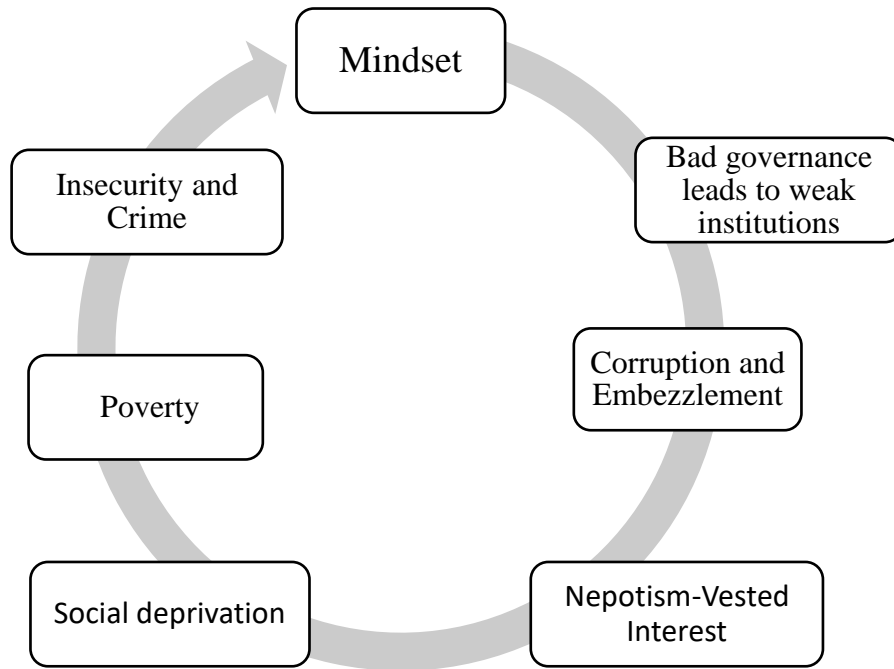 Mindset
Bad governance
leads to weak
institutions
Corruption and
Embezzlement
Nepotism-Vested
Interest
Social deprivation
Poverty
Insecurity and
Crime